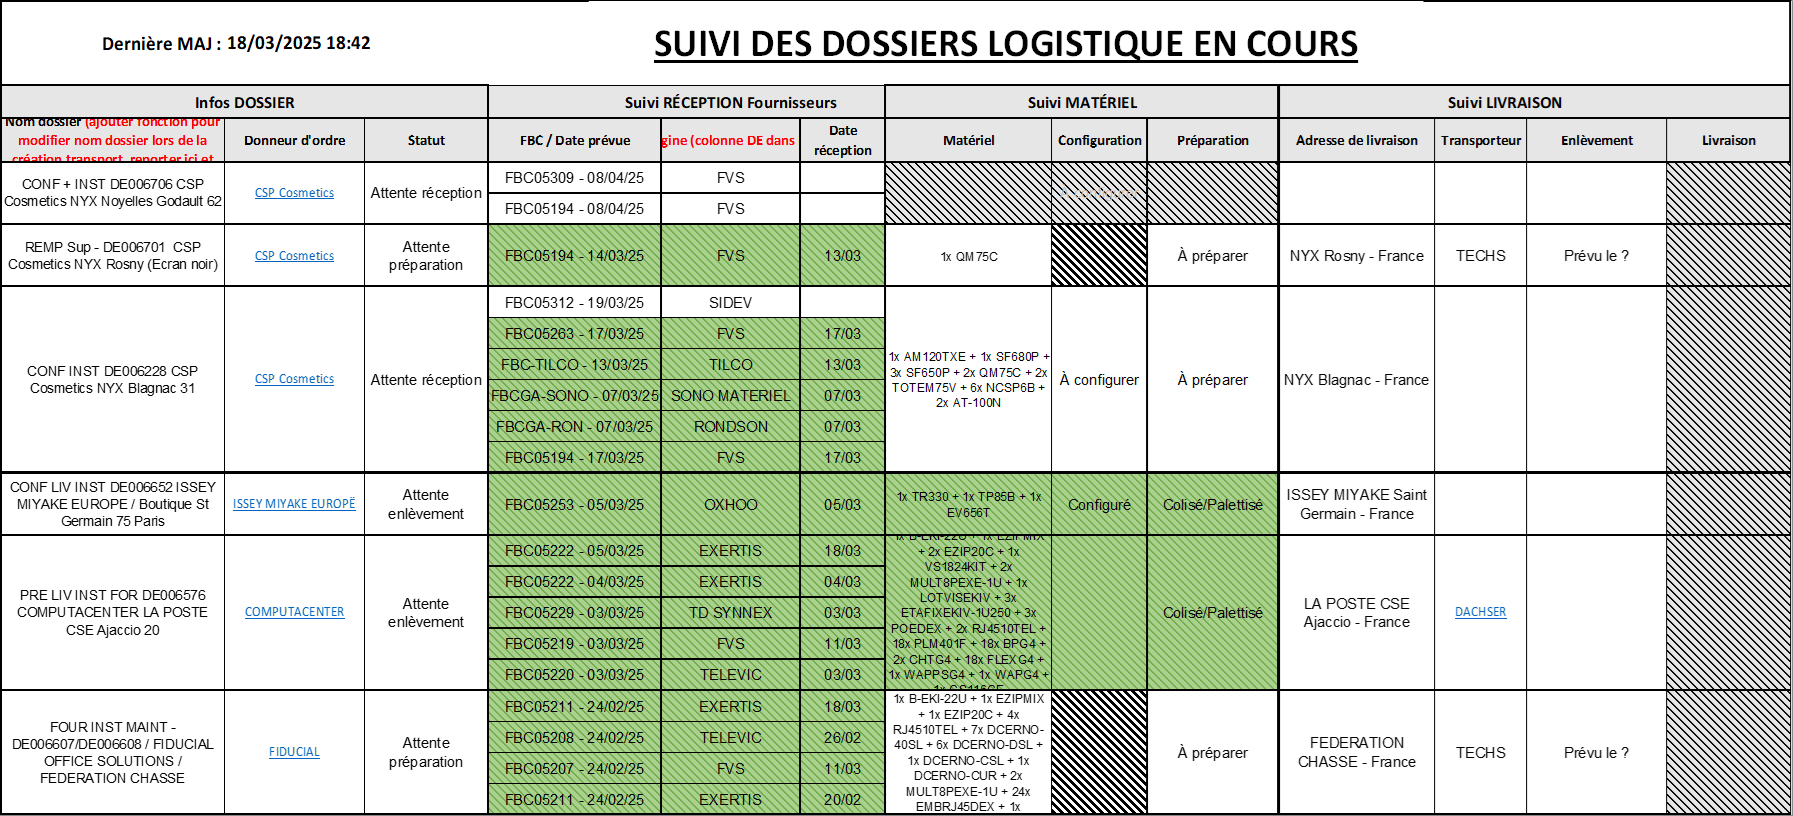 Dernière MAJ : 18/03/2025 18:42
SUIVI DES DOSSIERS LOGISTIQUE EN COURS
Infos DOSSIER
Suivi RÉCEPTION Fournisseurs
Suivi MATÉRIEL
Suivi LIVRAISON
Nom dossier (ajouter fonction pour
modifier nom dossier lors de la
création transport, reporter ici et
Donneur d'ordre
Statut
FBC / Date prévue
gine (colonne DE dans
Date
réception
Matériel
Configuration
Préparation
Adresse de livraison
Transporteur
Enlèvement
Livraison
CONF + INST DE006706 CSP
Cosmetics NYX Noyelles Godault 62
CSP Cosmetics
Attente réception
FBC05309 - 08/04/25
FVS
FBC05194 - 08/04/25
FVS
REMP Sup - DE006701 CSP
Cosmetics NYX Rosny (Ecran noir)
CSP Cosmetics
Attente
préparation
FBC05194 - 14/03/25
FVS
13/03
1x QM75C
À préparer
NYX Rosny - France
TECHS
Prévu le ?
CONF INST DE006228 CSP
Cosmetics NYX Blagnac 31
CSP Cosmetics
Attente réception
FBC05312 - 19/03/25
SIDEV
FBC05263 - 17/03/25
FVS
17/03
FBC-TILCO - 13/03/25
TILCO
13/03
FBCGA-SONO - 07/03/25
SONO MATERIEL
07/03
FBCGA-RON - 07/03/25
RONDSON
07/03
FBC05194 - 17/03/25
FVS
17/03
1x AM120TXE + 1x SF680P +
3x SF650P + 2x QM75C + 2x
TOTEM75V + 6x NCSP6B +
2x AT-100N
À configurer
À préparer
NYX Blagnac - France
CONF LIV INST DE006652 ISSEY
MIYAKE EUROPE / Boutique St
Germain 75 Paris
ISSEY MIYAKE EUROPË
Attente
enlèvement
FBC05253 - 05/03/25
OXHOO
05/03
1x TR330 + 1x TP85B + 1x
EV656T
Configuré
Colisé/Palettisé
ISSEY MIYAKE Saint
Germain - France
PRE LIV INST FOR DE006576
COMPUTACENTER LA POSTE
CSE Ajaccio 20
COMPUTACENTER
Attente
enlèvement
FBC05222 - 05/03/25
EXERTIS
18/03
FBC05222 - 04/03/25
EXERTIS
04/03
FBC05229 - 03/03/25
TD SYNNEX
03/03
FBC05219 - 03/03/25
FVS
11/03
FBC05220 - 03/03/25
TELEVIC
03/03
1x B-EKI-22U + 1x EZIPMIX
+ 2x EZIP20C + 1x
VS1824KIT + 2x
MULT8PEXE-1U + 1x
LOTVISEKIV + 3x
ETAFIXEKIV-1U250 + 3x
POEDEX + 2x RJ4510TEL +
18x PLM401F + 18x BPG4 +
2x CHTG4 + 18x FLEXG4 +
1x WAPPSG4 + 1x WAPG4 +
Colisé/Palettisé
LA POSTE CSE
Ajaccio - France
DACHSER
FOUR INST MAINT -
DE006607/DE006608 / FIDUCIAL
OFFICE SOLUTIONS /
FEDERATION CHASSE
FIDUCIAL
Attente
préparation
FBC05211 - 24/02/25
EXERTIS
18/03
FBC05208 - 24/02/25
TELEVIC
26/02
FBC05207 - 24/02/25
FVS
11/03
FBC05211 - 24/02/25
EXERTIS
20/02
1x B-EKI-22U + 1x EZIPMIX
+ 1x EZIP20C + 4x
RJ4510TEL + 7x DCERNO-
40SL + 6x DCERNO-DSL +
1x DCERNO-CSL + 1x
DCERNO-CUR + 2x
MULT8PEXE-1U + 24x
EMBRJ45DEX + 1x
À préparer
FEDERATION
CHASSE - France
TECHS
Prévu le ?